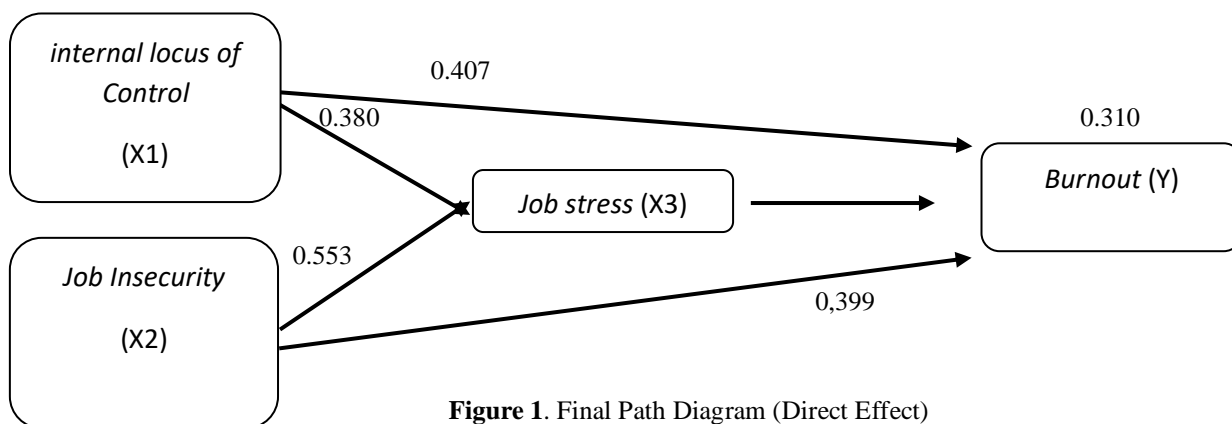 internal locus of
Control
(X1)
0.407
0.380
0.310
Job stress (X3)
Burnout (Y)
0.553
Job Insecurity
(X2)
0,399
Figure 1. Final Path Diagram (Direct Effect)